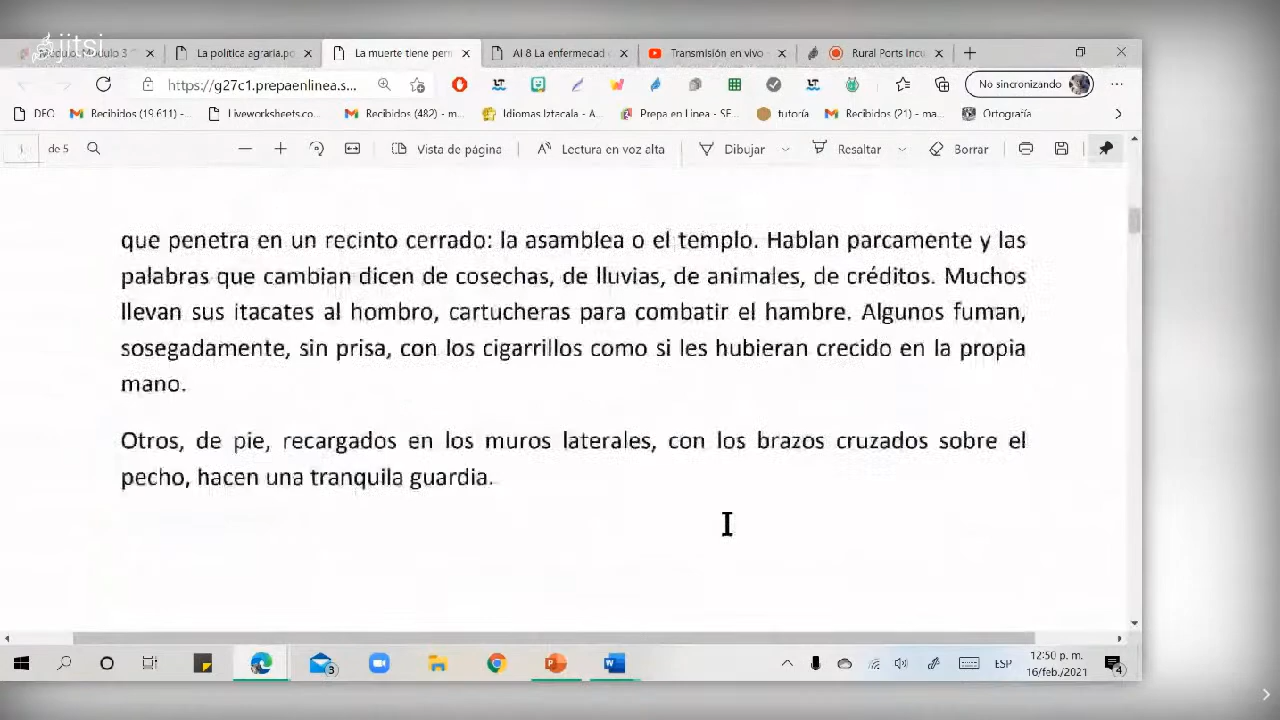 jitsi
Módulo 3
La política agraria.po
La muerte tiene perm
AI 8 La enfermedad
Transmisión en vivo
Rural Ports Incu
https://g27c1.prepaenlinea.s...
No sincronizando
DEO
Recibidos (19,611) -...
Liveworksheets.co...
Recibidos (482) - m...
Idiomas Iztacala - A...
Prepa en Línea - SE...
tutoría
Recibidos (21) - ma...
Ortografía
de 5
Vista de página
Lectura en voz alta
Dibujar
Resaltar
Borrar
que penetra en un recinto cerrado: la asamblea o el templo. Hablan parcamente y las
palabras que cambian dicen de cosechas, de lluvias, de animales, de créditos. Muchos
llevan sus itacates al hombro, cartucheras para combatir el hambre. Algunos fuman,
sosegadamente, sin prisa, con los cigarrillos como si les hubieran crecido en la propia
mano.
Otros, de pie, recargados en los muros laterales, con los brazos cruzados sobre el
pecho, hacen una tranquila guardia.
3
ESP
12:50 p. m.
16/feb./2021
4